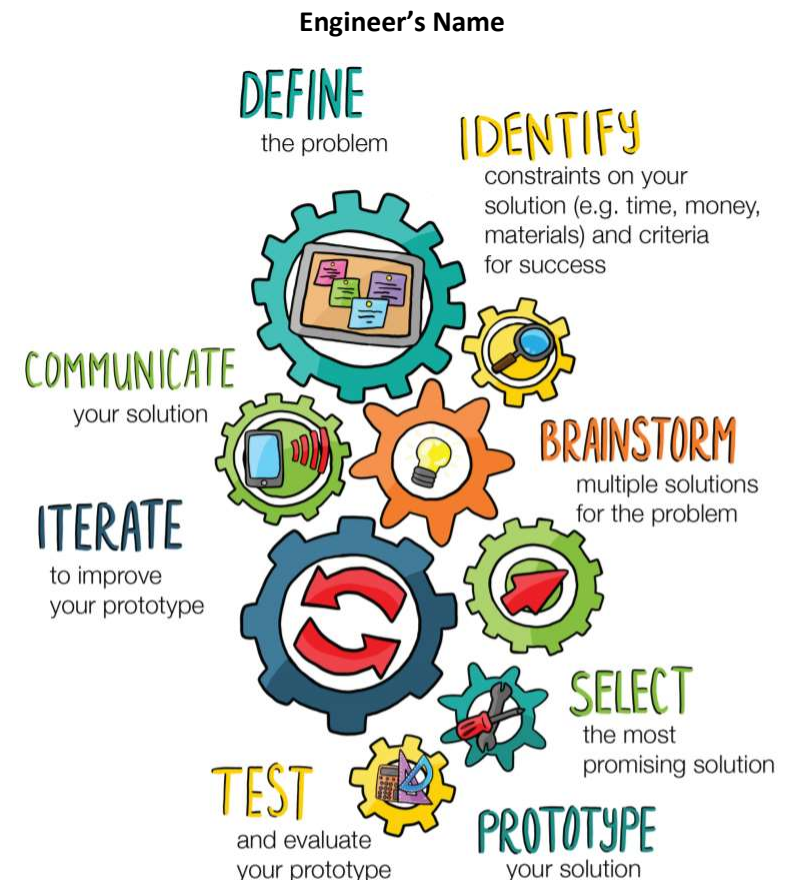 Engineer’s Name
DEFINE
the problem
IDENTIFY
constraints on your
solution (e.g. time, money,
materials) and criteria
for success
BRAINSTORM
multiple solutions
for the problem
SELECT
the most
promising solution
PROTOTYPE
your solution
TEST
and evaluate
your prototype
ITERATE
to improve
your prototype
COMMUNICATE
your solution